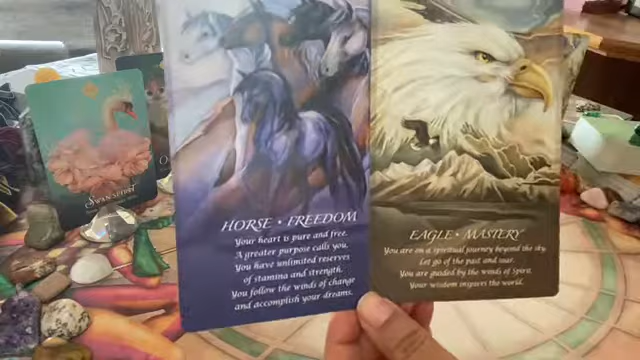 SWAN SPIRIT
HORSE • FREEDOM
Your heart is pure and free.
A greater purpose calls you.
You have unlimited reserves
of stamina and strength.
You follow the winds of change
and accomplish your dreams.
EAGLE • MASTERY
You are on a spiritual journey beyond the sky.
Let go of the past and soar.
You are guided by the winds of Spirit.
Your wisdom inspires the world.